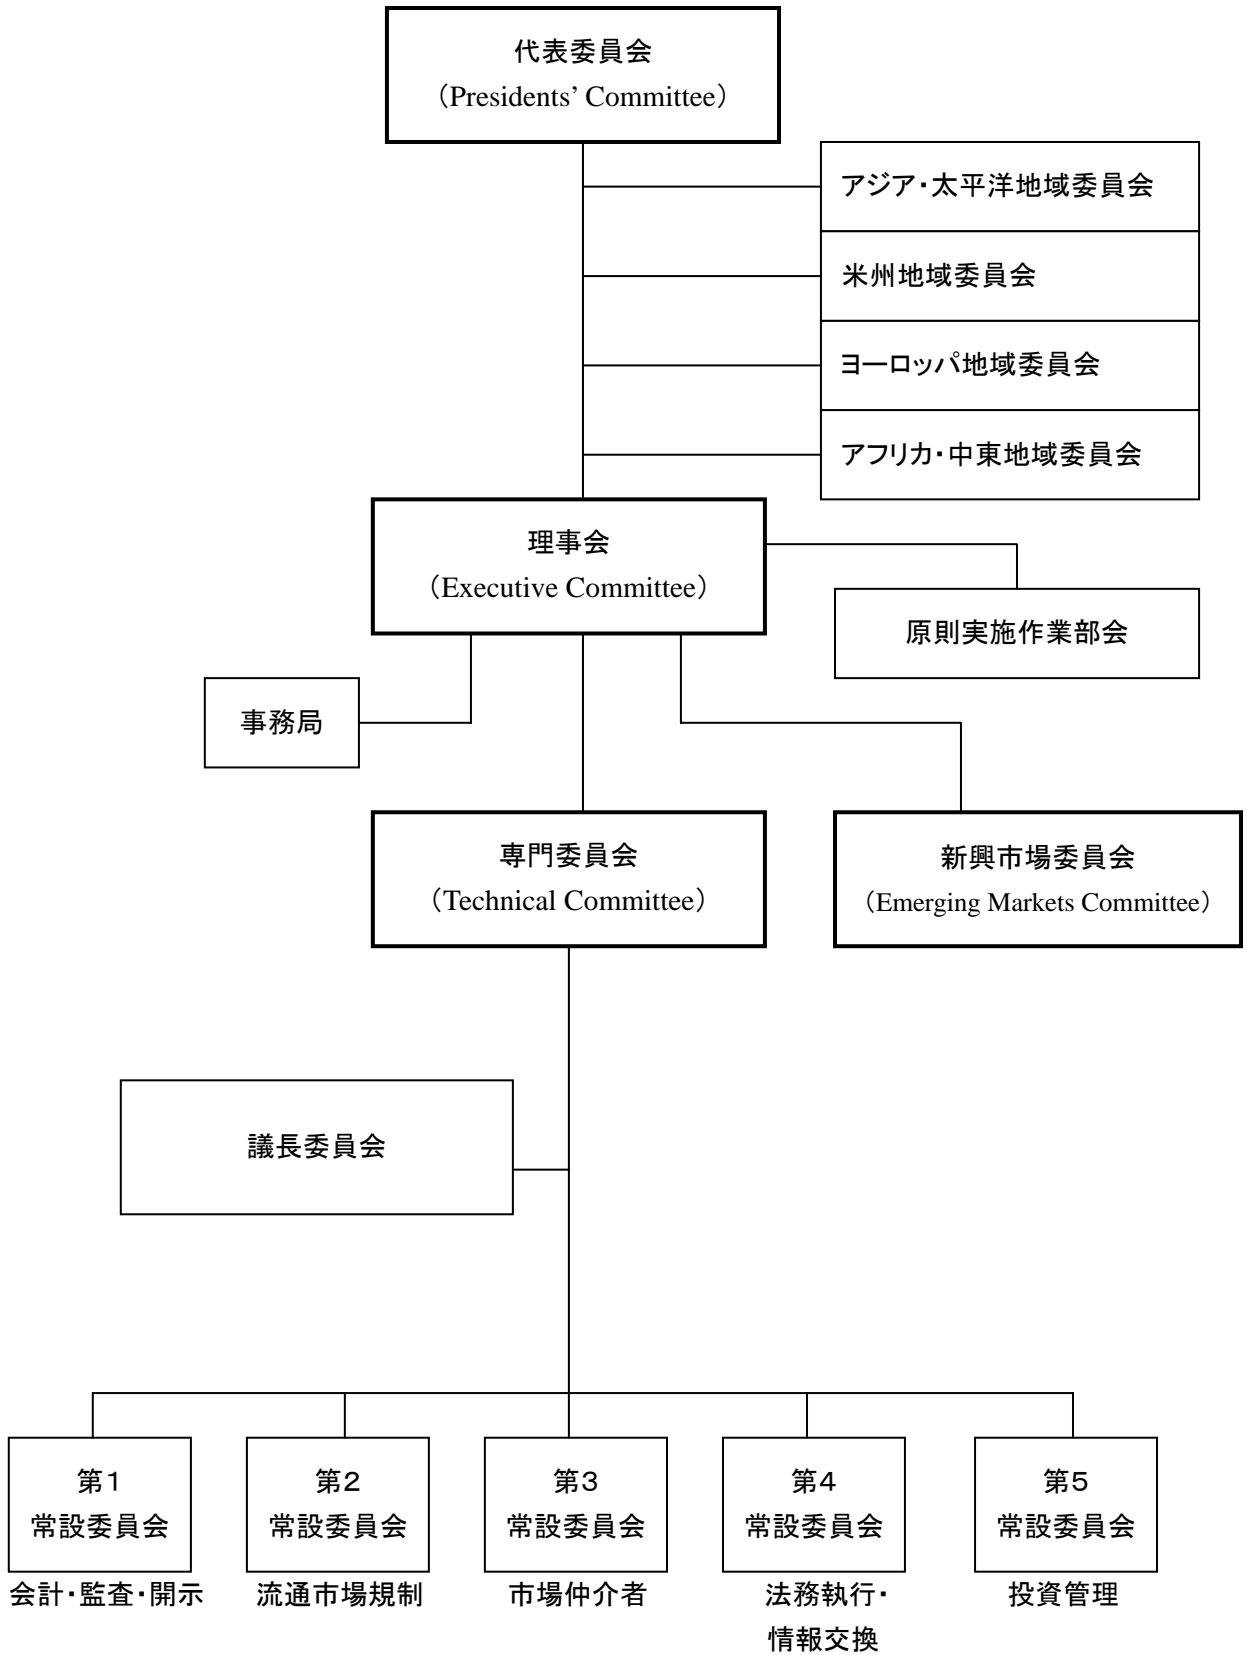 代表委員会
（Presidents’ Committee）
アジア・太平洋地域委員会
米州地域委員会
ヨーロッパ地域委員会
アフリカ・中東地域委員会
理事会
（Executive Committee）
原則実施作業部会
事務局
専門委員会
（Technical Committee）
新興市場委員会
（Emerging Markets Committee）
議長委員会
第１
常設委員会
会計・監査・開示
第２
常設委員会
流通市場規制
第３
常設委員会
市場仲介者
第４
常設委員会
法務執行・
情報交換
第５
常設委員会
投資管理